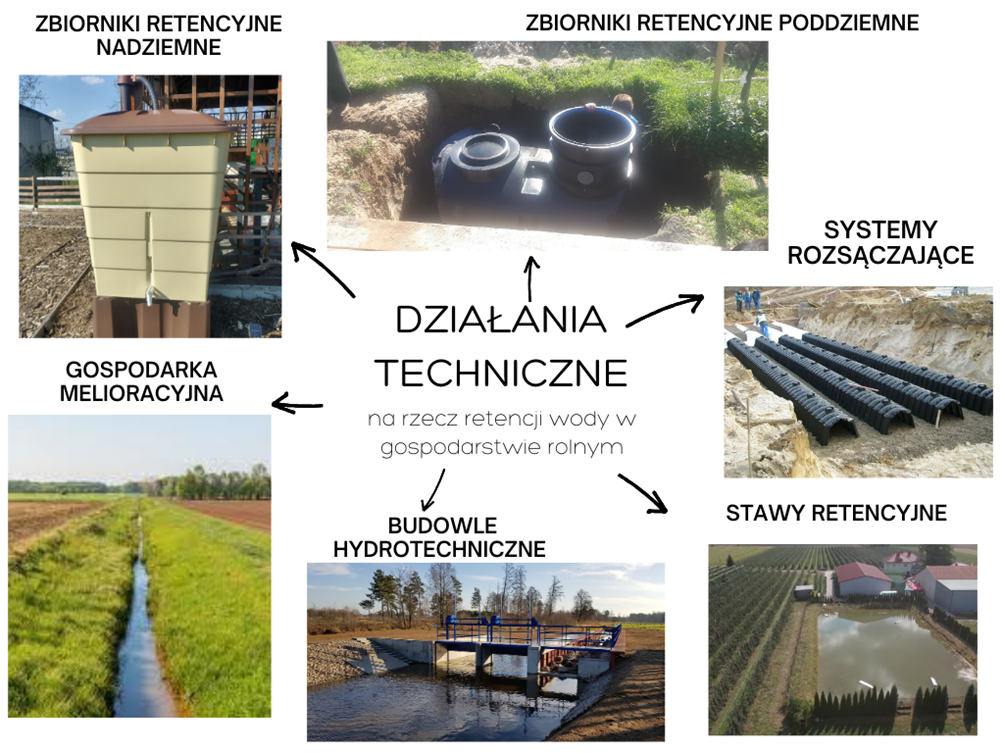 ZBIORNIKI RETENCYJNE
NADZIEMNE
ZBIORNIKI RETENCYJNE PODDZIEMNE
SYSTEMY
ROZSĄCZAJĄCE
DZIAŁANIA
TECHNICZNE
na rzecz retencji wody w
gospodarstwie rolnym
GOSPODARKA
MELIORACYJNA
BUDOWLE
HYDROTECHNICZNE
STAWY RETENCYJNE